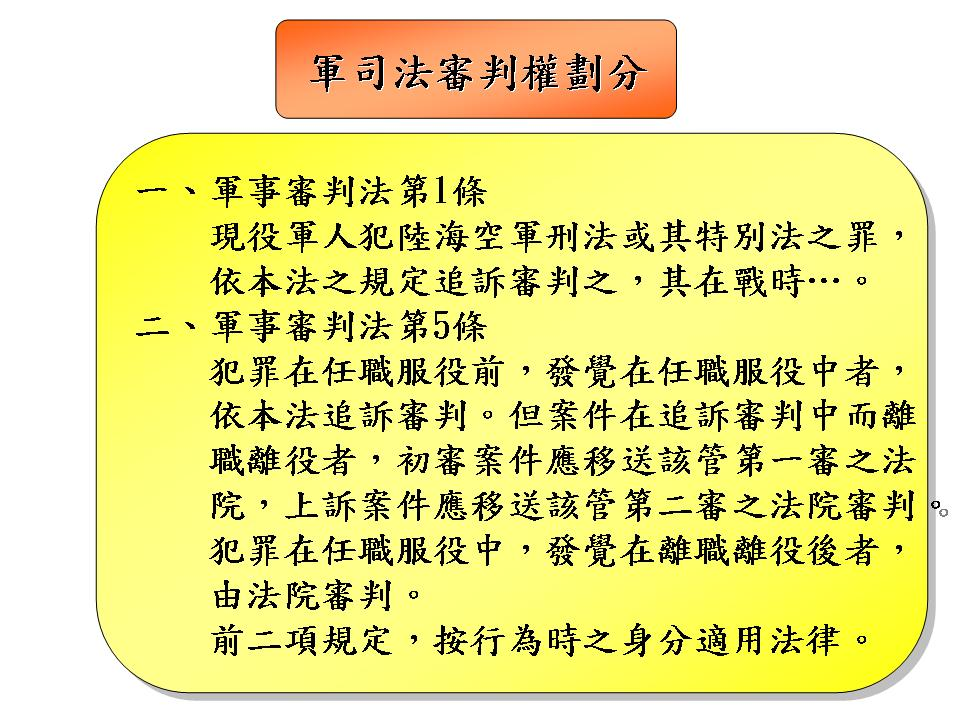 軍司法審判權劃分
一、軍事審判法第1條
現役軍人犯陸海空軍刑法或其特別法之罪，
依本法之規定追訴審判之，其在戰時…。
二、軍事審判法第5條
犯罪在任職服役前，發覺在任職服役中者，
依本法追訴審判。但案件在追訴審判中而離
職離役者，初審案件應移送該管第一審之法
院，上訴案件應移送該管第二審之法院審判。
犯罪在任職服役中，發覺在離職離役後者，
由法院審判。
前二項規定，按行為時之身分適用法律。